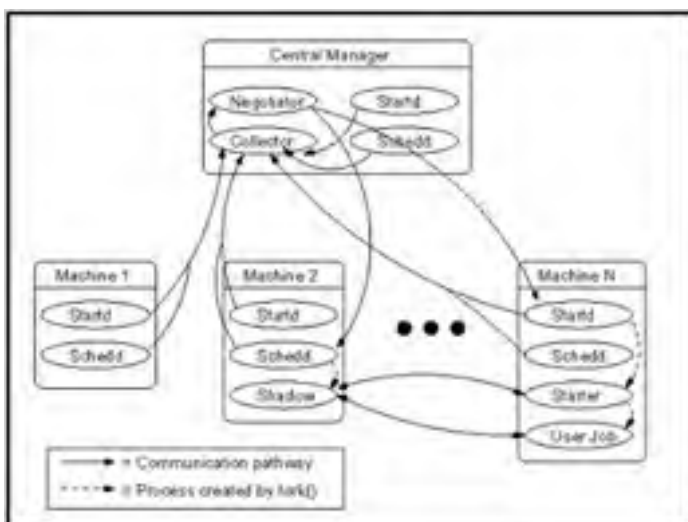 Central Manager
Negotiator
Startd
Collector
Schedd
Machine 1
Startd
Schedd
Machine 2
Startd
Schedd
Shadow
Machine N
Startd
Schedd
Starter
User Job
= Communication pathway
= Process created by fork()